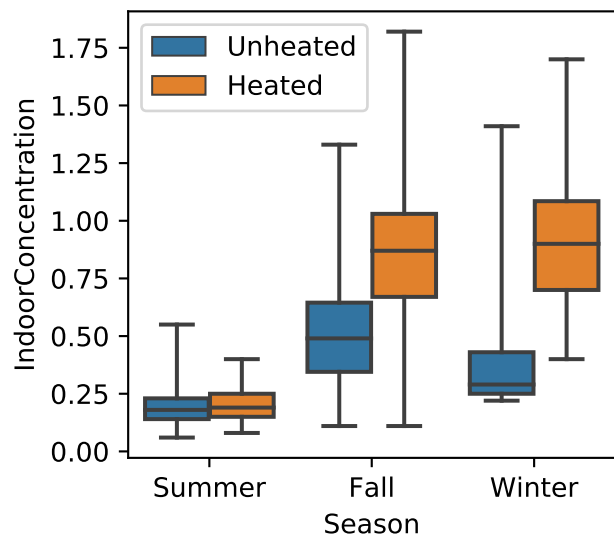 1.75
1.50
1.25
1.00
0.75
0.50
0.25
0.00
IndoorConcentration
Unheated
Heated
Summer Fall Winter
Season